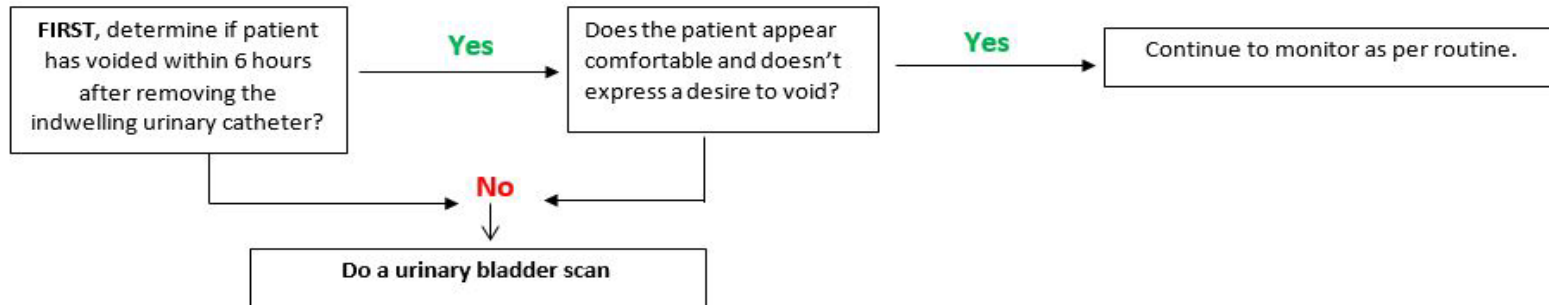 FIRST, determine if patient
has voided within 6 hours
after removing the
indwelling urinary catheter?
Yes
Does the patient appear
comfortable and doesn't
express a desire to void?
Yes
Continue to monitor as per routine.
No
Do a urinary bladder scan